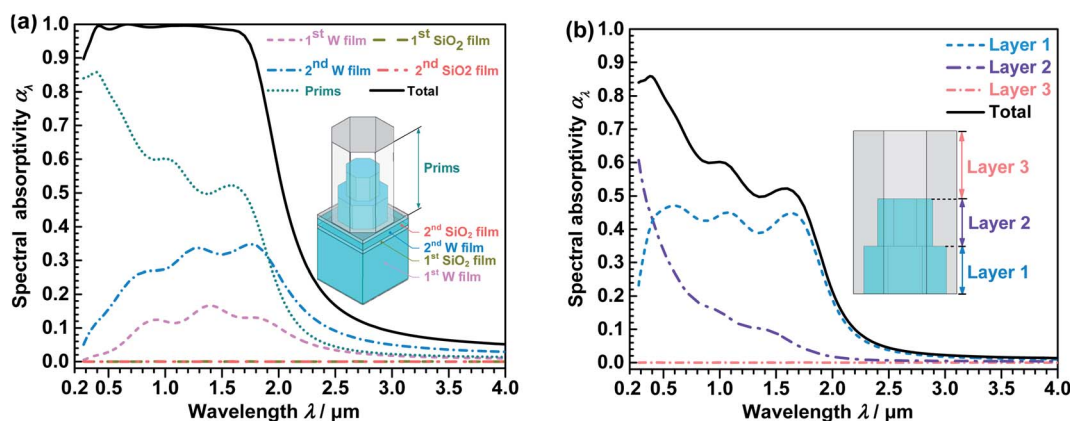 (a)
1.0
0.9
0.8
0.7
0.6
0.5
0.4
0.3
0.2
0.1
0.0
Spectral absorptivity αλ
1st W film
1st SiO2 film
2nd W film
2nd SiO2 film
Prims
Total
Prims
2nd SiO2 film
2nd W film
1st SiO2 film
1st W film
0.2 0.5 1.0 1.5 2.0 2.5 3.0 3.5 4.0
Wavelength λ / μm
(b)
1.0
0.9
0.8
0.7
0.6
0.5
0.4
0.3
0.2
0.1
0.0
Spectral absorptivity αλ
Layer 1
Layer 2
Layer 3
Total
Layer 3
Layer 2
Layer 1
0.2 0.5 1.0 1.5 2.0 2.5 3.0 3.5 4.0
Wavelength λ / μm